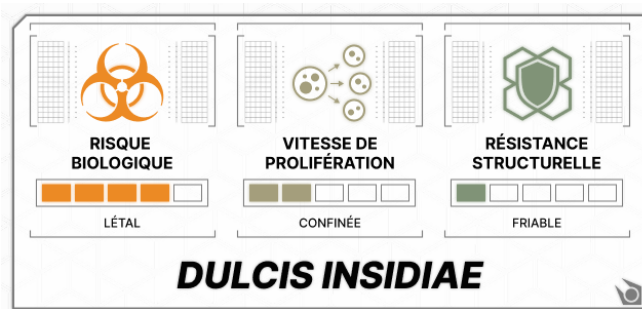 RISQUE
BIOLOGIQUE
LÉTAL
VITESSE DE
PROLIFÉRATION
CONFINÉE
RÉSISTANCE
STRUCTURELLE
FRIABLE
DULCIS INSIDIAE